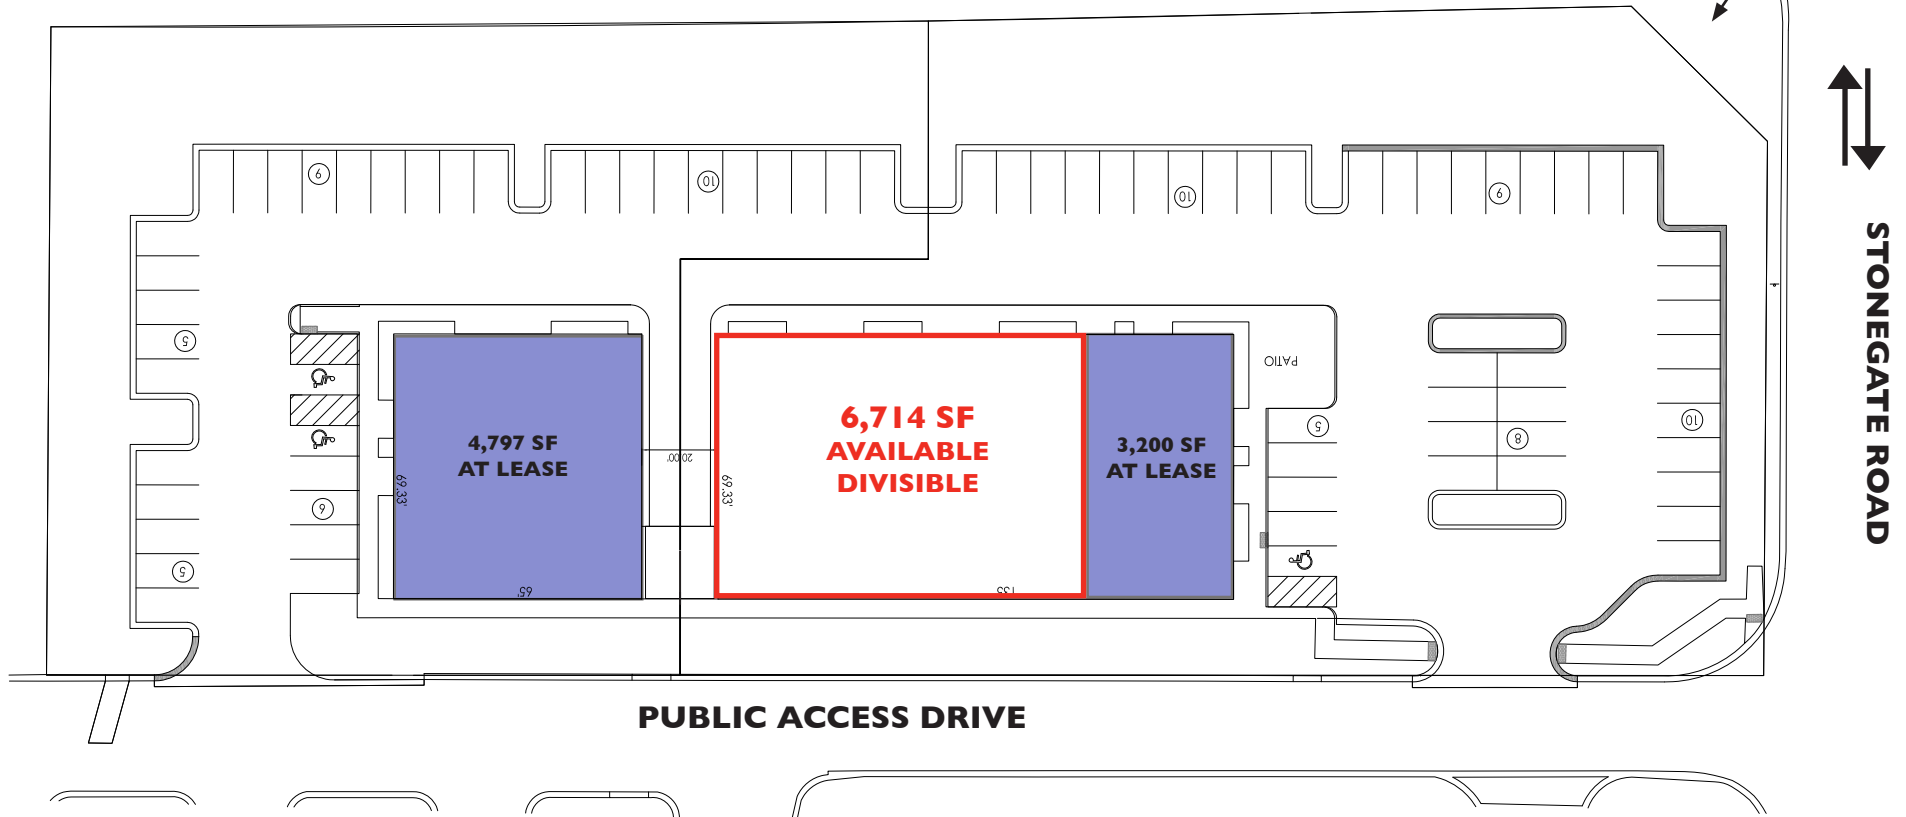 9
10
10
9
5
PATIO
5
10
8
6,714 SF
AVAILABLE
DIVISIBLE
4,797 SF
AT LEASE
3,200 SF
AT LEASE
20.00'
69.33'
69.33'
6
5
65'
STONEGATE ROAD
PUBLIC ACCESS DRIVE